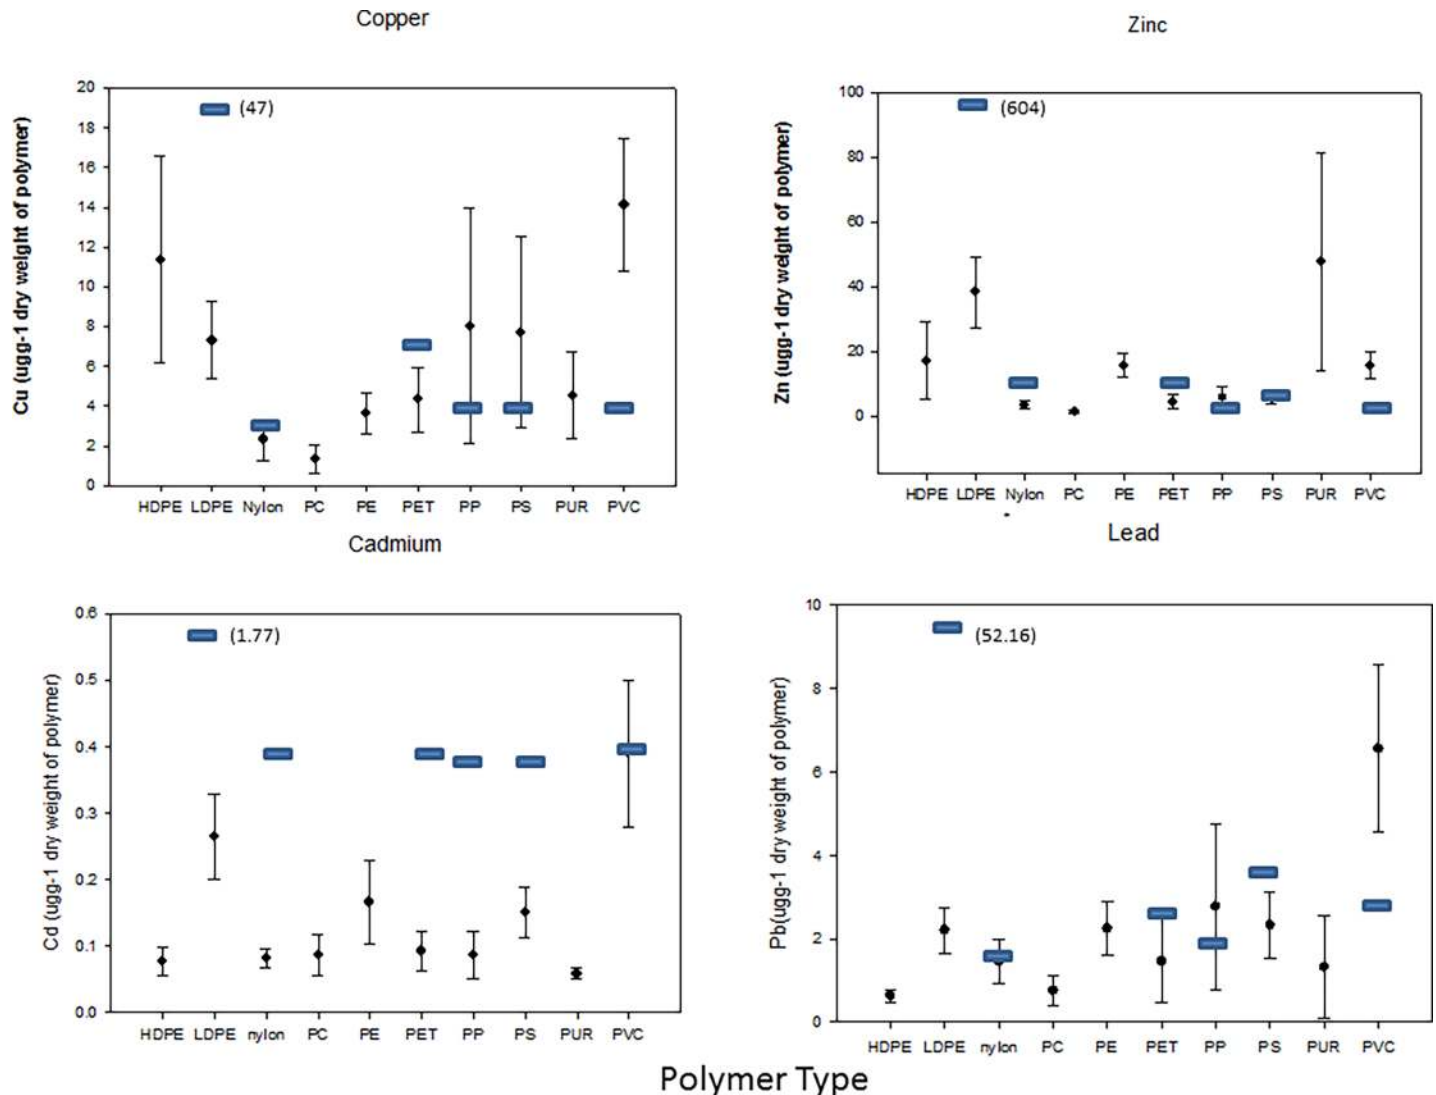 Copper
Cu (ugg-1 dry weight of polymer)
20
18
16
14
12
10
8
6
4
2
0
(47)
HDPE LDPE Nylon PC PE PET PP PS PUR PVC
Zinc
Zn (ugg-1 dry weight of polymer)
100
80
60
40
20
0
(604)
HDPE LDPE Nylon PC PE PET PP PS PUR PVC
Cadmium
Cd (ugg-1 dry weight of polymer)
0.6
0.5
0.4
0.3
0.2
0.1
0.0
(1.77)
HDPE LDPE nylon PC PE PET PP PS PUR PVC
Lead
Pb(ugg-1 dry weight of polymer)
10
8
6
4
2
0
(52.16)
HDPE LDPE nylon PC PE PET PP PS PUR PVC
Polymer Type